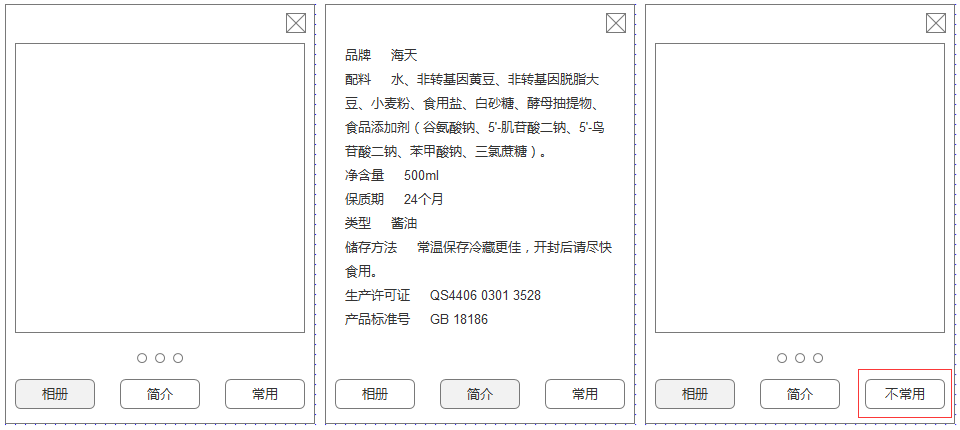 相册 简介 常用
品牌 海天
配料 水、非转基因黄豆、非转基因脱脂大
豆、小麦粉、食用盐、白砂糖、酵母抽提物、
食品添加剂（谷氨酸钠、5'-肌苷酸二钠、5'-鸟
苷酸二钠、苯甲酸钠、三氯蔗糖）。
净含量 500ml
保质期 24个月
类型 酱油
储存方法 常温保存冷藏更佳，开封后请尽快
食用。
生产许可证 QS4406 0301 3528
产品标准号 GB 18186
相册 简介 常用
相册 简介 不常用